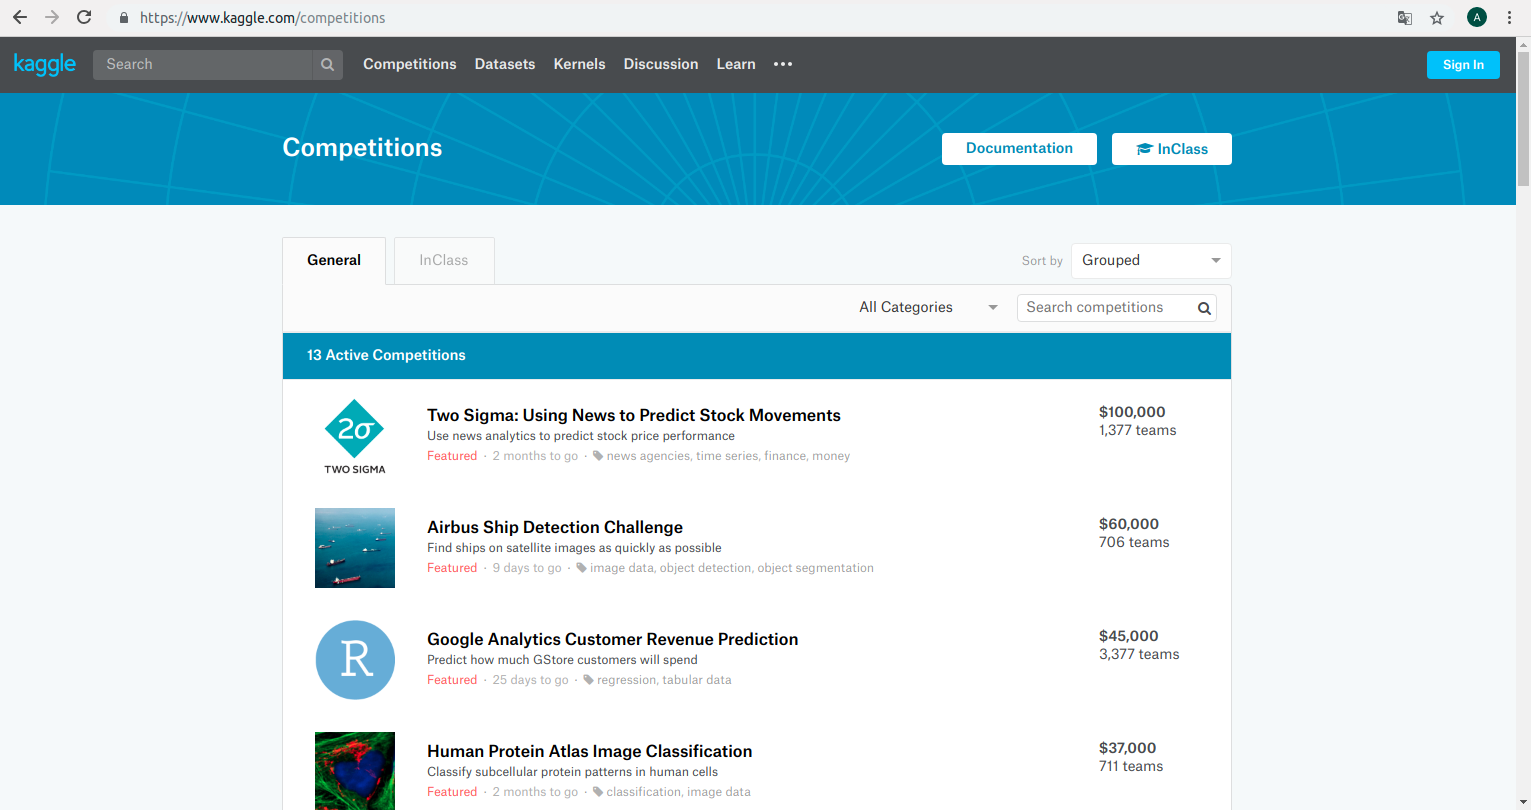 https://www.kaggle.com/competitions
A
kaggle
Search
Competitions Datasets Kernels Discussion Learn
Sign In
Competitions
Documentation
InClass
General
InClass
Sort by Grouped
All Categories
Search competitions
13 Active Competitions
2σ
TWO SIGMA
Two Sigma: Using News to Predict Stock Movements
Use news analytics to predict stock price performance
Featured · 2 months to go · news agencies, time series, finance, money
$100,000
1,377 teams
Airbus Ship Detection Challenge
Find ships on satellite images as quickly as possible
Featured · 9 days to go · image data, object detection, object segmentation
$60,000
706 teams
R
Google Analytics Customer Revenue Prediction
Predict how much GStore customers will spend
Featured · 25 days to go · regression, tabular data
$45,000
3,377 teams
Human Protein Atlas Image Classification
Classify subcellular protein patterns in human cells
Featured · 2 months to go · classification, image data
$37,000
711 teams